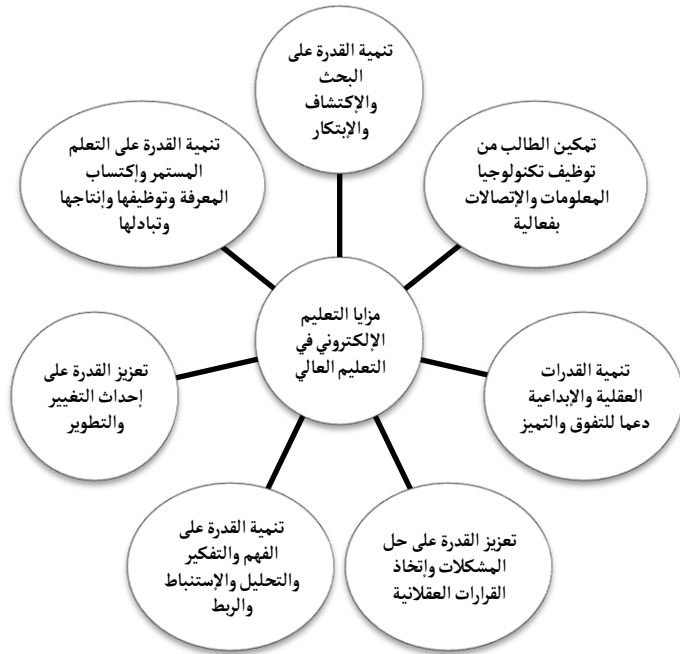 تنمية القدرة على
البحث
والإكتشاف
والإبتكار
تمكين الطالب من
توظيف تكنولوجيا
المعلومات والإتصالات
بفعالية
تنمية القدرات
العقلية والإبداعية
دعما للتفوق والتميز
تعزيز القدرة على حل
المشكلات وإتخاذ
القرارات العقلانية
تنمية القدرة على
الفهم والتفكير
والتحليل والإستنباط
والربط
تعزيز القدرة على
إحداث التغيير
والتطوير
تنمية القدرة على التعلم
المستمر وإكتساب
المعرفة وتوظيفها وإنتاجها
وتبادلها
مزايا التعليم
الإلكتروني في
التعليم العالي